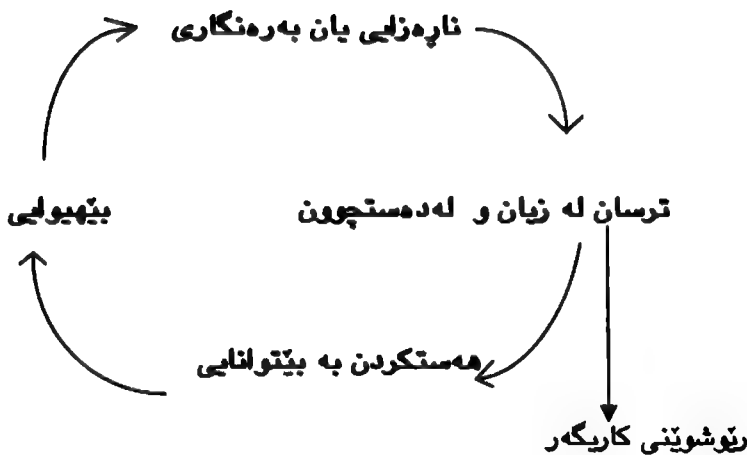 ناڕەزایی یان بەرەنگاری
ترسان لە زیان و لەدەستچوون
بێهیوایی
هەستکردن بە بێتوانایی
ڕێوشوێنی کاریگەر